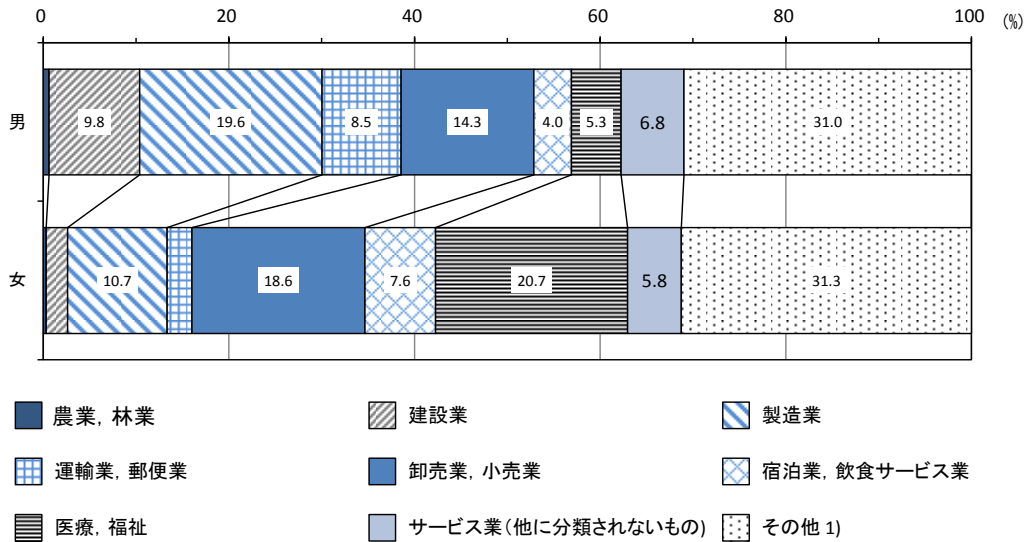 0 20 40 60 80 100 (%)
男 9.8 19.6 8.5 14.3 4.0 5.3 6.8 31.0
女 10.7 18.6 7.6 20.7 5.8 31.3
農業，林業 建設業 製造業
運輸業，郵便業 卸売業，小売業 宿泊業，飲食サービス業
医療，福祉 サービス業（他に分類されないもの） その他 1)